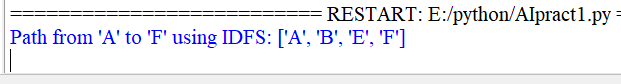 ============================ RESTART: E:/python/AIpract1.py =
Path from 'A' to 'F' using IDFS: ['A', 'B', 'E', 'F']